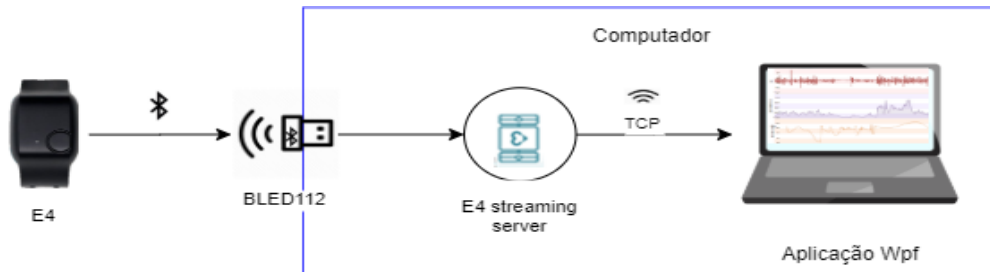 Computador
TCP
BLED112
E4
E4 streaming
server
Aplicação Wpf